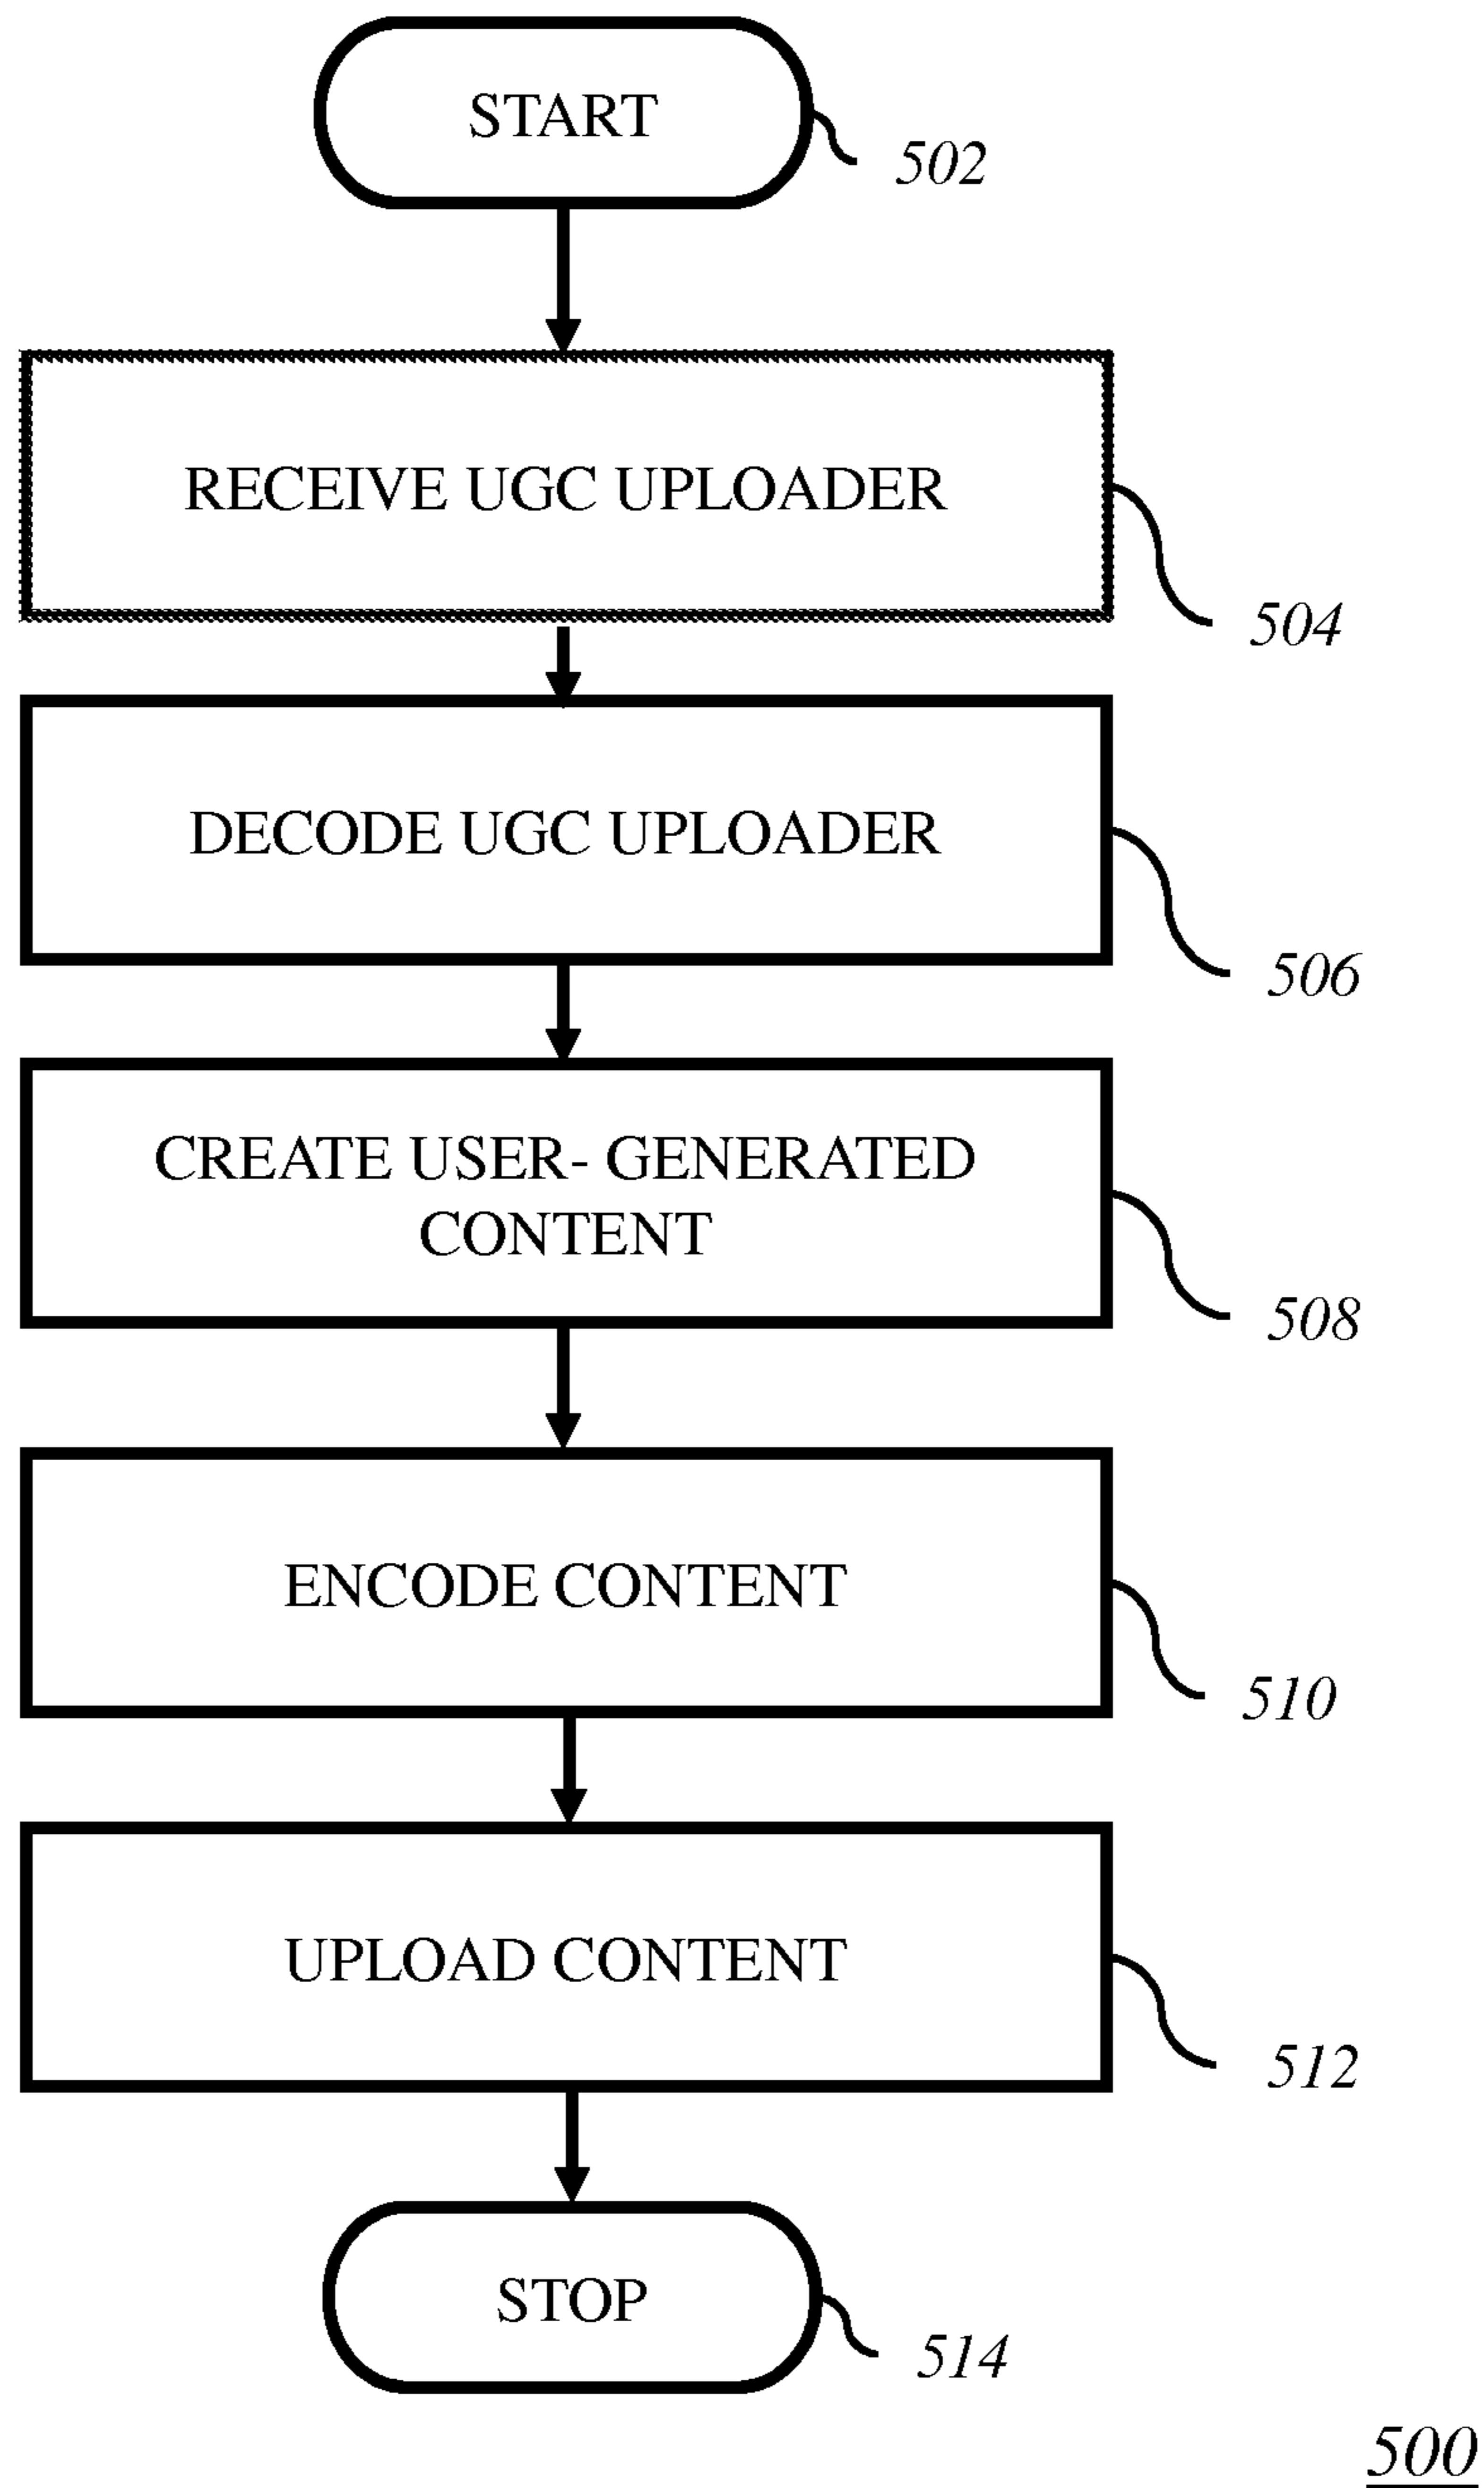 START
502
RECEIVE UGC UPLOADER
504
DECODE UGC UPLOADER
506
CREATE USER- GENERATED
CONTENT
508
ENCODE CONTENT
510
UPLOAD CONTENT
512
STOP
514
500